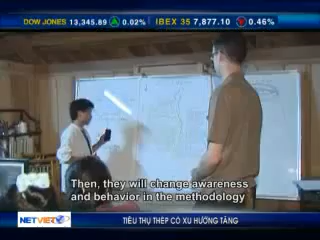 DOW JONES 13,345.89 0.02% IBEX 35 7,877.10 0.46%
Then, they will change awareness
and behavior in the methodology
NETVIET TIÊU THỤ THÉP CÓ XU HƯỚNG TĂNG